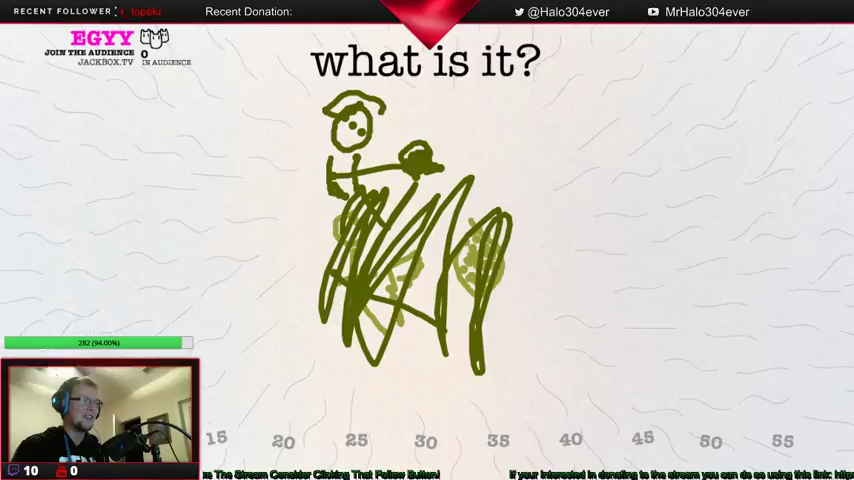 RECENT FOLLOWER
topek
Recent Donation:
@Halo304ever
MrHalo304ever
EGYY
JOIN THE AUDIENCE
JACKBOX.TV
0
IN AUDIENCE
what is it?
282 (94.00%)
15 20 25 30 35 40 45 50 55
10
0
The Stream Consider Clicking That Follow Button!
If your interested in donating to the stream you can do so using this link: